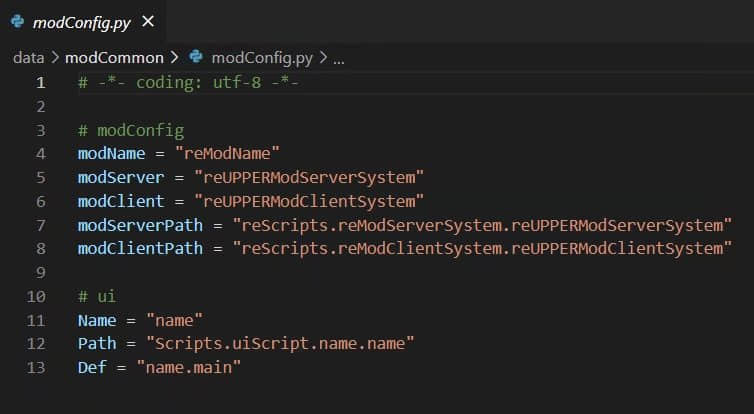 modConfig.py ×
data > modCommon > modConfig.py > ...
1 # -*- coding: utf-8 -*-
2
3 # modConfig
4 modName = "reModName"
5 modServer = "reUPPERModServerSystem"
6 modClient = "reUPPERModClientSystem"
7 modServerPath = "reScripts.reModServerSystem.reUPPERModServerSystem"
8 modClientPath = "reScripts.reModClientSystem.reUPPERModClientSystem"
9
10 # ui
11 Name = "name"
12 Path = "Scripts.uiScript.name.name"
13 Def = "name.main"